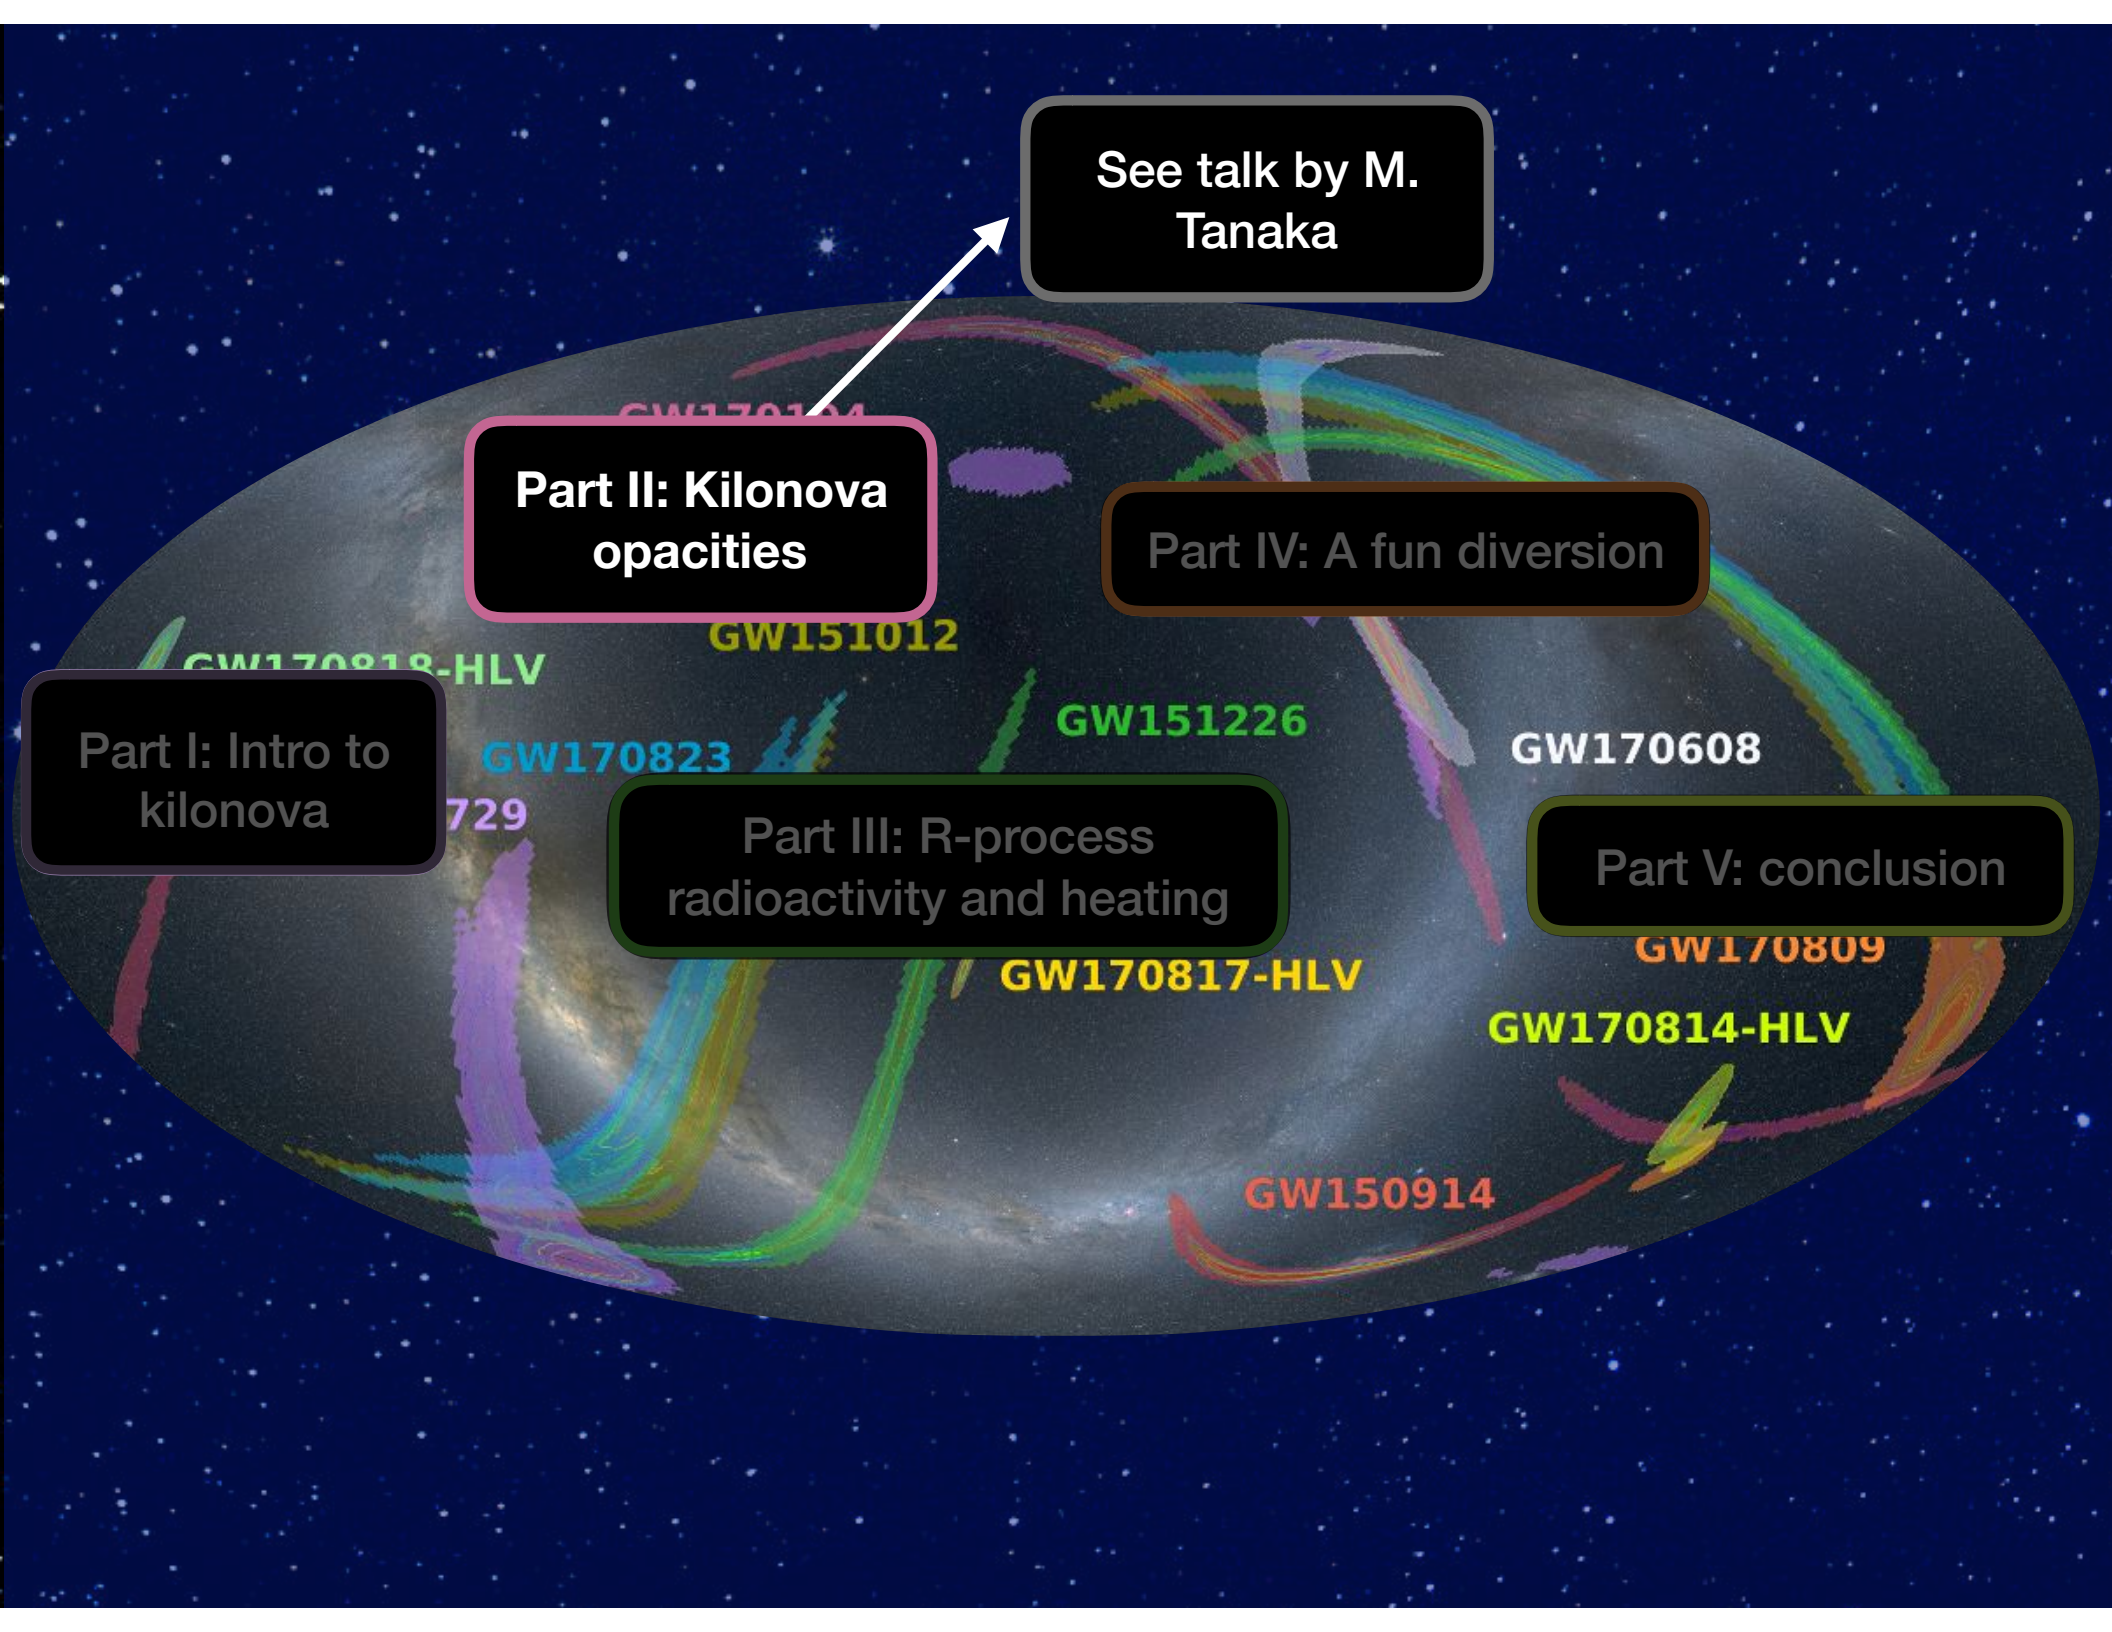 See talk by M.
Tanaka
GW170104
Part II: Kilonova
opacities
Part IV: A fun diversion
GW151012
GW170818-HLV
GW151226
Part I: Intro to
kilonova
GW170823
GW170608
729
Part III: R-process
radioactivity and heating
Part V: conclusion
GW170809
GW170817-HLV
GW170814-HLV
GW150914